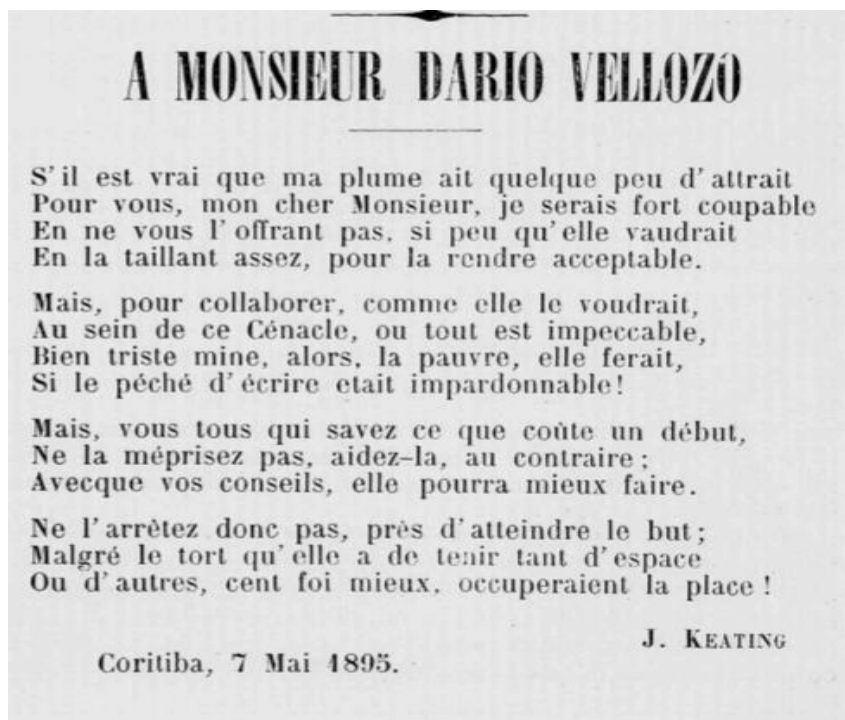 A MONSIEUR DARIO VELLOZO
S'il est vrai que ma plume ait quelque peu d'attrait
Pour vous, mon cher Monsieur, je serais fort coupable
En ne vous l'offrant pas, si peu qu'elle vaudrait
En la taillant assez, pour la rendre acceptable.
Mais, pour collaborer, comme elle le voudrait,
Au sein de ce Cénacle, ou tout est impeccable,
Bien triste mine, alors, la pauvre, elle ferait,
Si le péché d'écrire etait impardonnable!
Mais, vous tous qui savez ce que coûte un début,
Ne la méprisez pas, aidez-la, au contraire;
Avecque vos conseils, elle pourra mieux faire.
Ne l'arrêtez donc pas, près d'atteindre le but;
Malgré le tort qu'elle a de tenir tant d'espace
Ou d'autres, cent foi mieux, occuperaient la place!
J. KEATING
Coritiba, 7 Mai 1895.